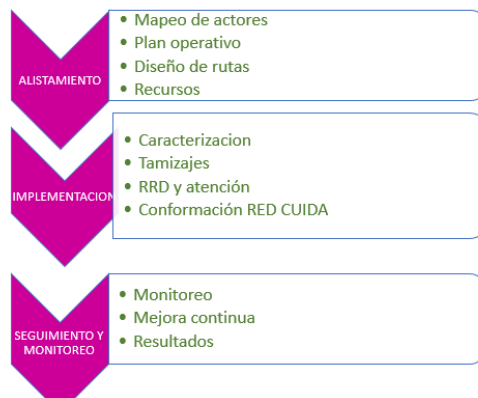 ALISTAMIENTO
• Mapeo de actores
• Plan operativo
• Diseño de rutas
• Recursos
IMPLEMENTACION
• Caracterizacion
• Tamizajes
• RRD y atención
• Conformación RED CUIDA
SEGUIMIENTO Y
MONITOREO
• Monitoreo
• Mejora continua
• Resultados